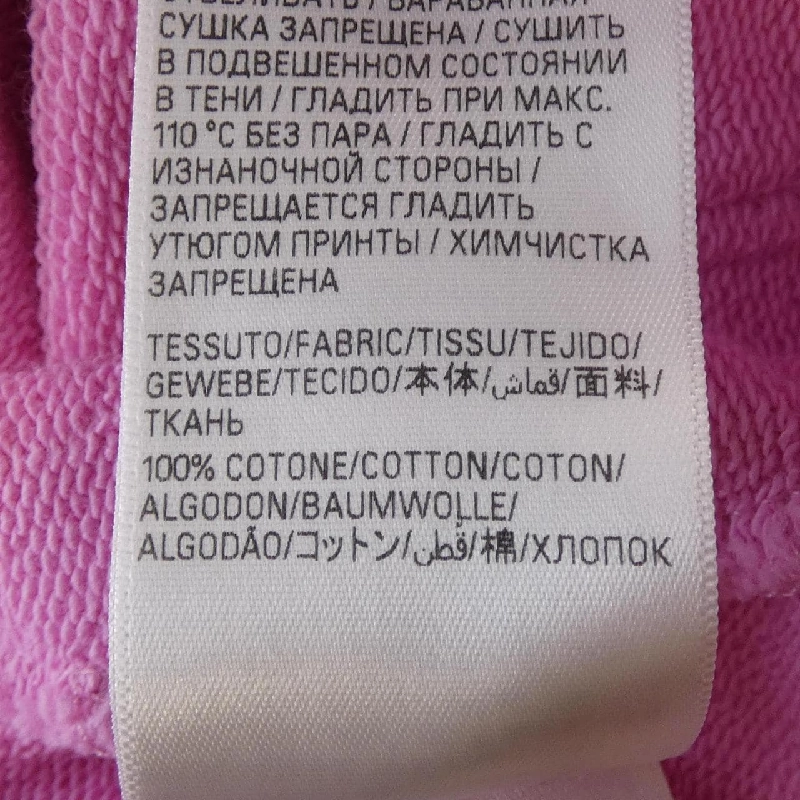 ОТБЕЛИВАТЬ / БАРАБАННАЯ
СУШКА ЗАПРЕЩЕНА / СУШИТЬ
В ПОДВЕШЕННОМ СОСТОЯНИИ
В ТЕНИ / ГЛАДИТЬ ПРИ МАКС.
110 °C БЕЗ ПАРА / ГЛАДИТЬ С
ИЗНАНОЧНОЙ СТОРОНЫ /
ЗАПРЕЩАЕТСЯ ГЛАДИТЬ
УТЮГОМ ПРИНТЫ / ХИМЧИСТКА
ЗАПРЕЩЕНА
TESSUTO/FABRIC/TISSU/TEJIDO/
GEWEBE/TECIDO/本体/قماش/面料/
ТКАНЬ
100% COTONE/COTTON/COTON/
ALGODON/BAUMWOLLE/
ALGODÃO/コットン/قطن/棉/ХЛОПОК